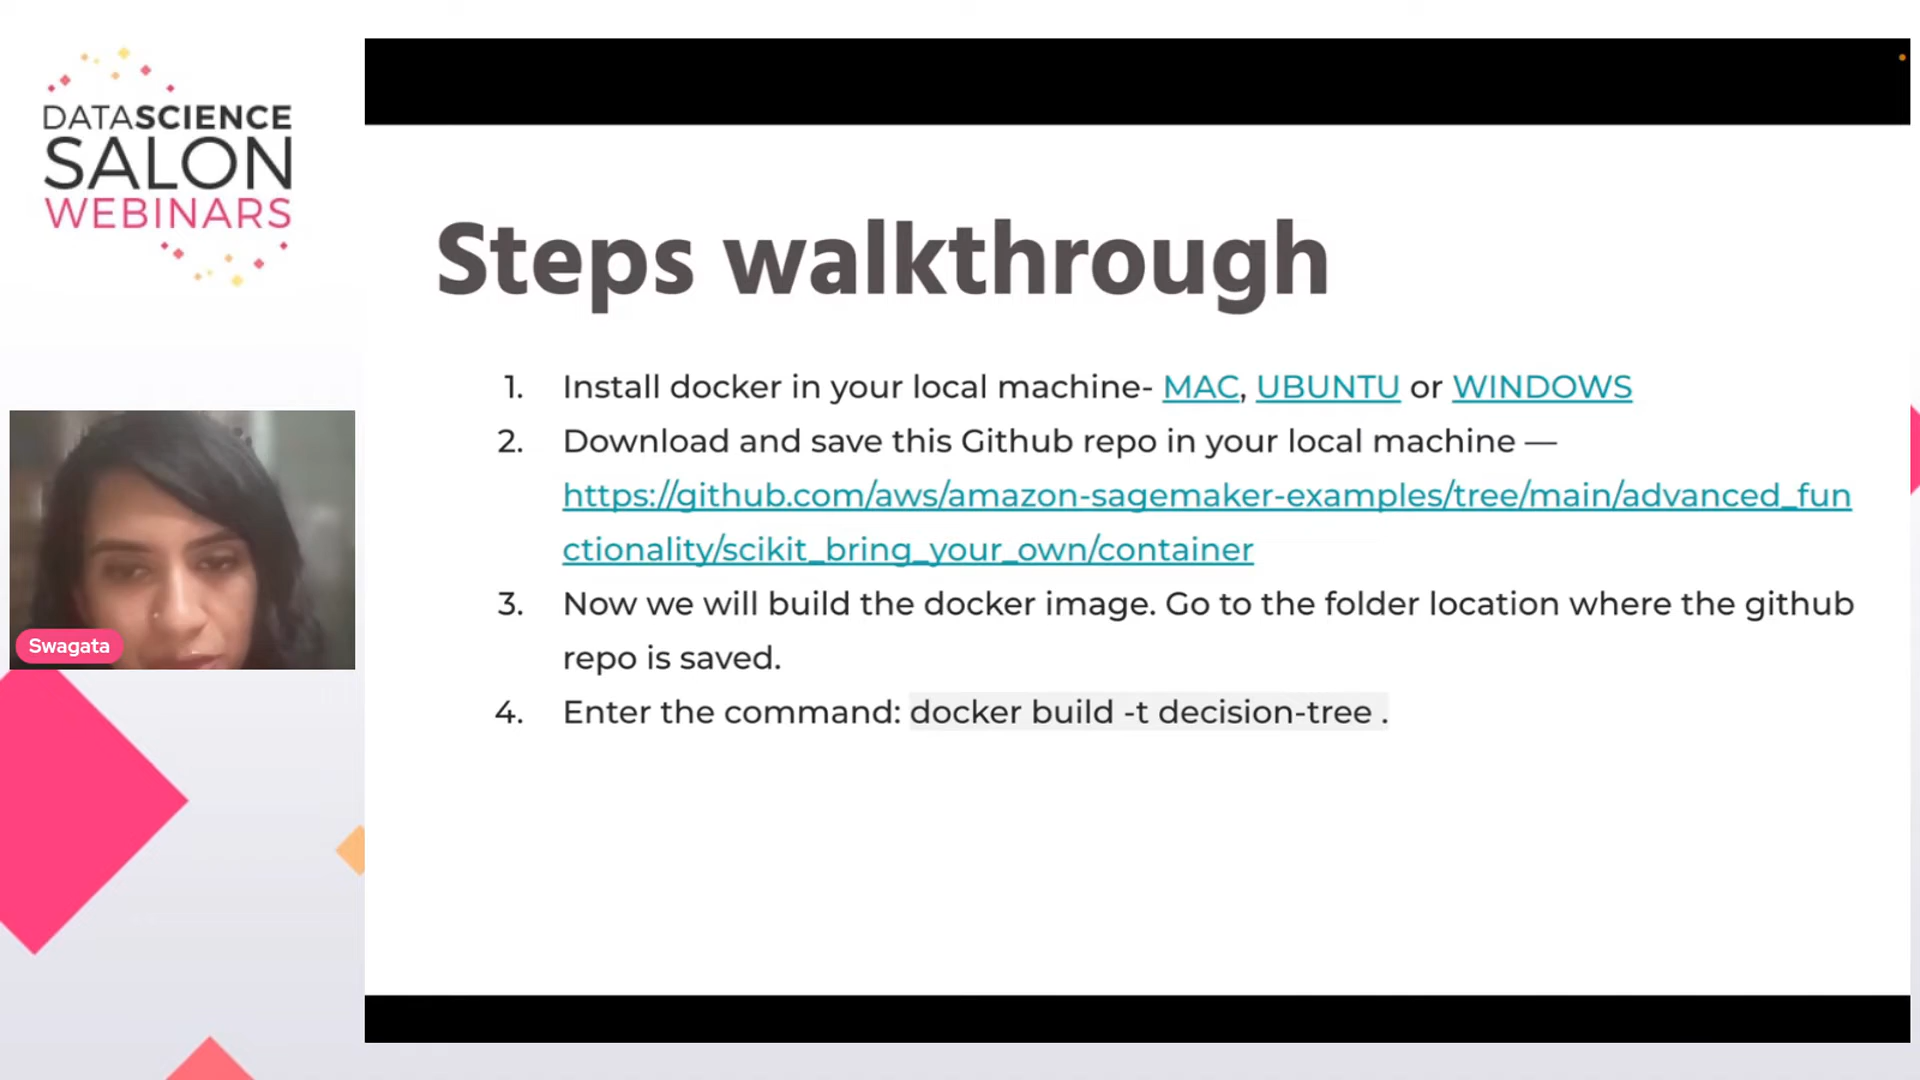 DATASCIENCE
SALON
WEBINARS
Steps walkthrough
1. Install docker in your local machine- MAC, UBUNTU or WINDOWS
2. Download and save this Github repo in your local machine —
https://github.com/aws/amazon-sagemaker-examples/tree/main/advanced_fun
ctionality/scikit_bring_your_own/container
3. Now we will build the docker image. Go to the folder location where the github
repo is saved.
4. Enter the command: docker build -t decision-tree .
Swagata